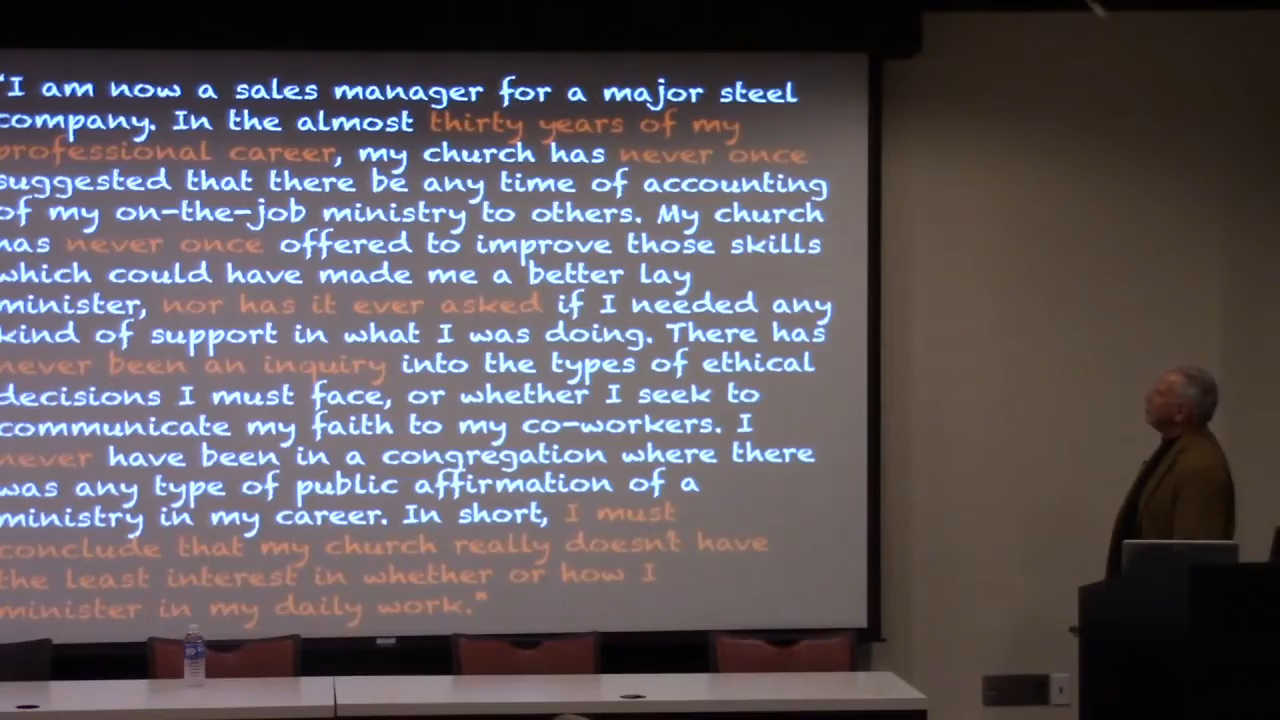 "I am now a sales manager for a major steel
company. In the almost thirty years of my
professional career, my church has never once
suggested that there be any time of accounting
of my on-the-job ministry to others. My church
has never once offered to improve those skills
which could have made me a better lay
minister, nor has it ever asked if I needed any
kind of support in what I was doing. There has
never been an inquiry into the types of ethical
decisions I must face, or whether I seek to
communicate my faith to my co-workers. I
never have been in a congregation where there
was any type of public affirmation of a
ministry in my career. In short, I must
conclude that my church really doesn't have
the least interest in whether or how I
minister in my daily work."